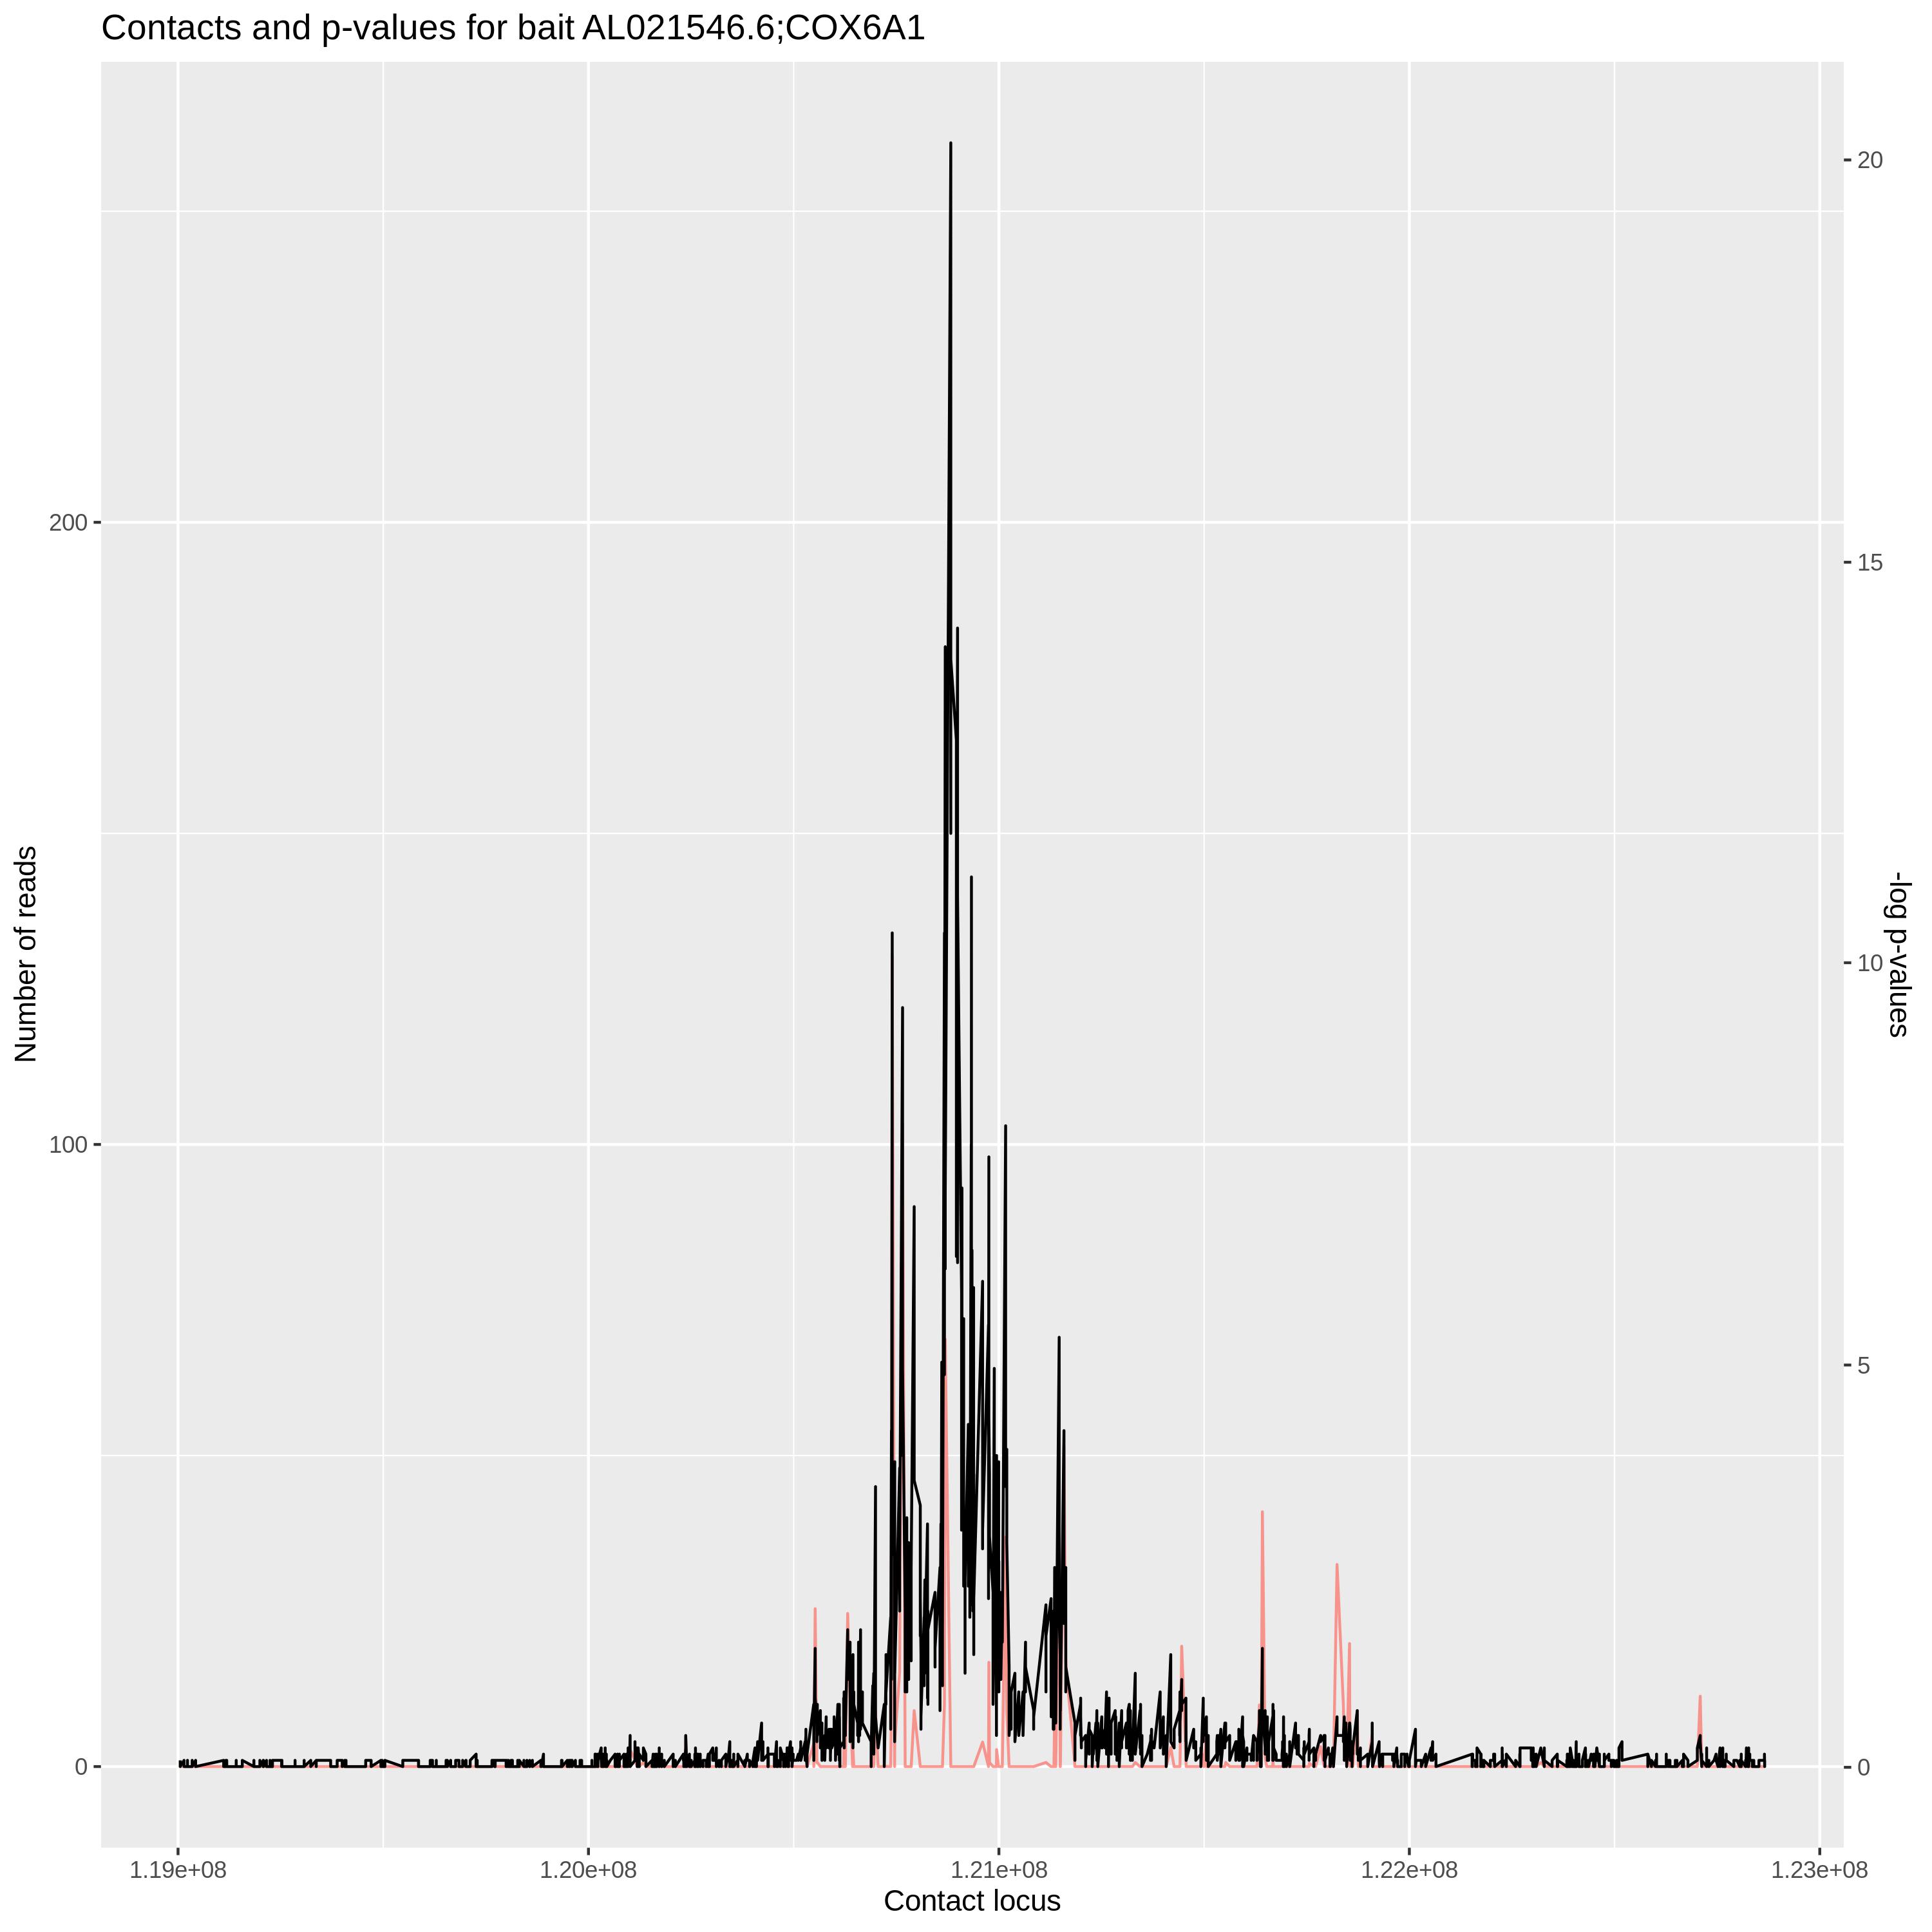 Contacts and p-values for bait AL021546.6;COX6A1
Number of reads
200
100
0
20
15
10
5
0
-log p-values
1.19e+08
1.20e+08
1.21e+08
1.22e+08
1.23e+08
Contact locus